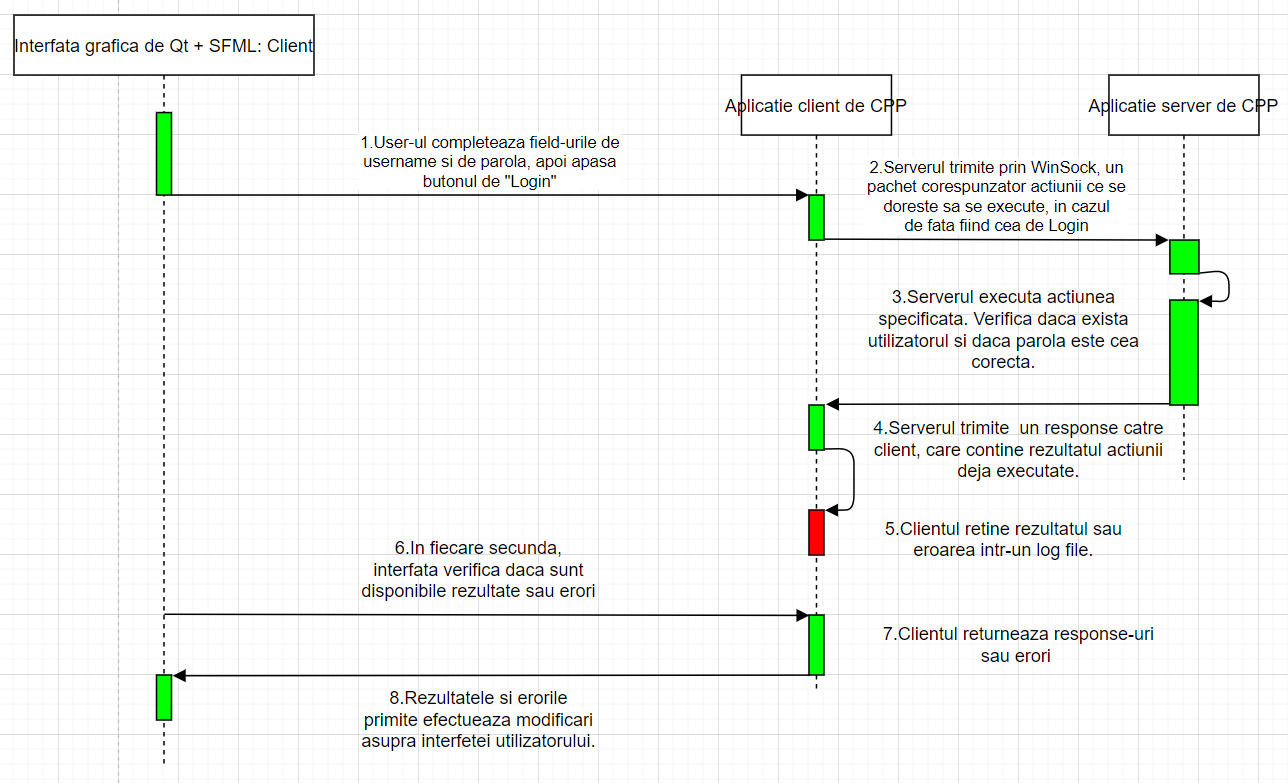 Interfata grafica de Qt + SFML: Client
Aplicatie client de CPP
Aplicatie server de CPP
1.User-ul completeaza field-urile de
username si de parola, apoi apasa
butonul de "Login"
2.Serverul trimite prin WinSock, un
pachet corespunzator actiunii ce se
doreste sa se execute, in cazul
de fata fiind cea de Login
3.Serverul executa actiunea
specificata. Verifica daca exista
utilizatorul si daca parola este cea
corecta.
4.Serverul trimite  un response catre
client, care contine rezultatul actiunii
deja executate.
5.Clientul retine rezultatul sau
eroarea intr-un log file.
6.In fiecare secunda,
interfata verifica daca sunt
disponibile rezultate sau erori
7.Clientul returneaza response-uri
sau erori
8.Rezultatele si erorile
primite efectueaza modificari
asupra interfetei utilizatorului.